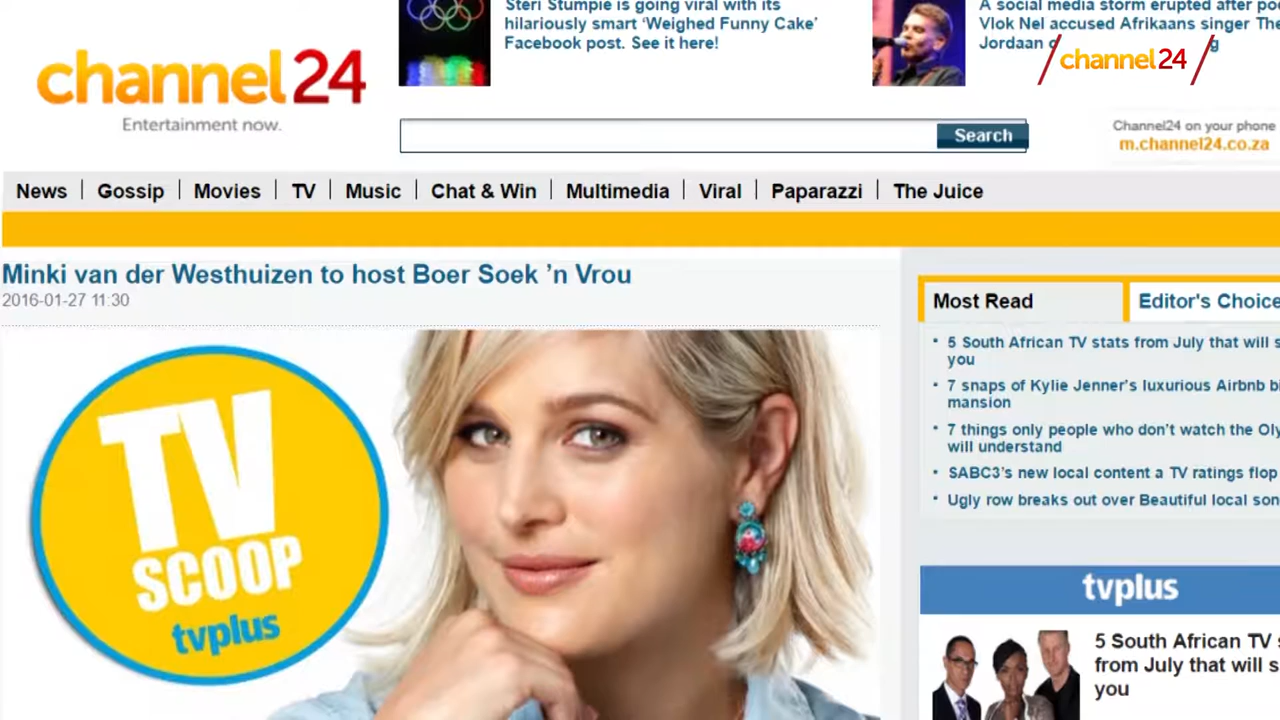 Steri Stumpie is going viral with its
hilariously smart ‘Weighed Funny Cake’
Facebook post. See it here!
A social media storm erupted after
Vlok Nel accused Afrikaans singer
Jordaan
channel24
channel24
Entertainment now.
Search
Channel24 on your phone
m.channel24.co.za
News
Gossip
Movies
TV
Music
Chat & Win
Multimedia
Viral
Paparazzi
The Juice
Minki van der Westhuizen to host Boer Soek ’n Vrou
2016-01-27 11:30
Most Read
Editor's Choice
5 South African TV stats from July that will
you
7 snaps of Kylie Jenner’s luxurious Airbnb
mansion
7 things only people who don’t watch the
will understand
SABC3’s new local content a TV ratings flop
Ugly row breaks out over Beautiful local
TV
SCOOP
tvplus
tvplus
5 South African TV
from July that will
you